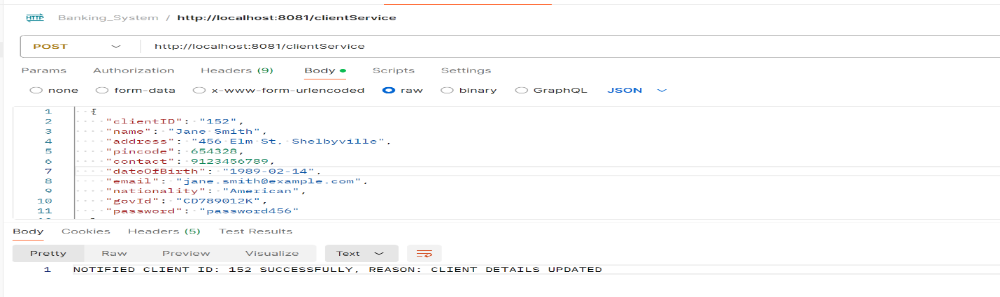 HTTP Banking_System / http://localhost:8081/clientService
POST http://localhost:8081/clientService
Params Authorization Headers (9) Body Scripts Settings
none form-data x-www-form-urlencoded raw binary GraphQL JSON
1 {
2 "clientID": "152",
3 "name": "Jane Smith",
4 "address": "456 Elm St, Shelbyville",
5 "pincode": 654328,
6 "contact": 9123456789,
7 "dateOfBirth": "1989-02-14",
8 "email": "jane.smith@example.com",
9 "nationality": "American",
10 "govId": "CD789012K",
11 "password": "password456"
Body Cookies Headers (5) Test Results
Pretty Raw Preview Visualize Text
1 NOTIFIED CLIENT ID: 152 SUCCESSFULLY, REASON: CLIENT DETAILS UPDATED